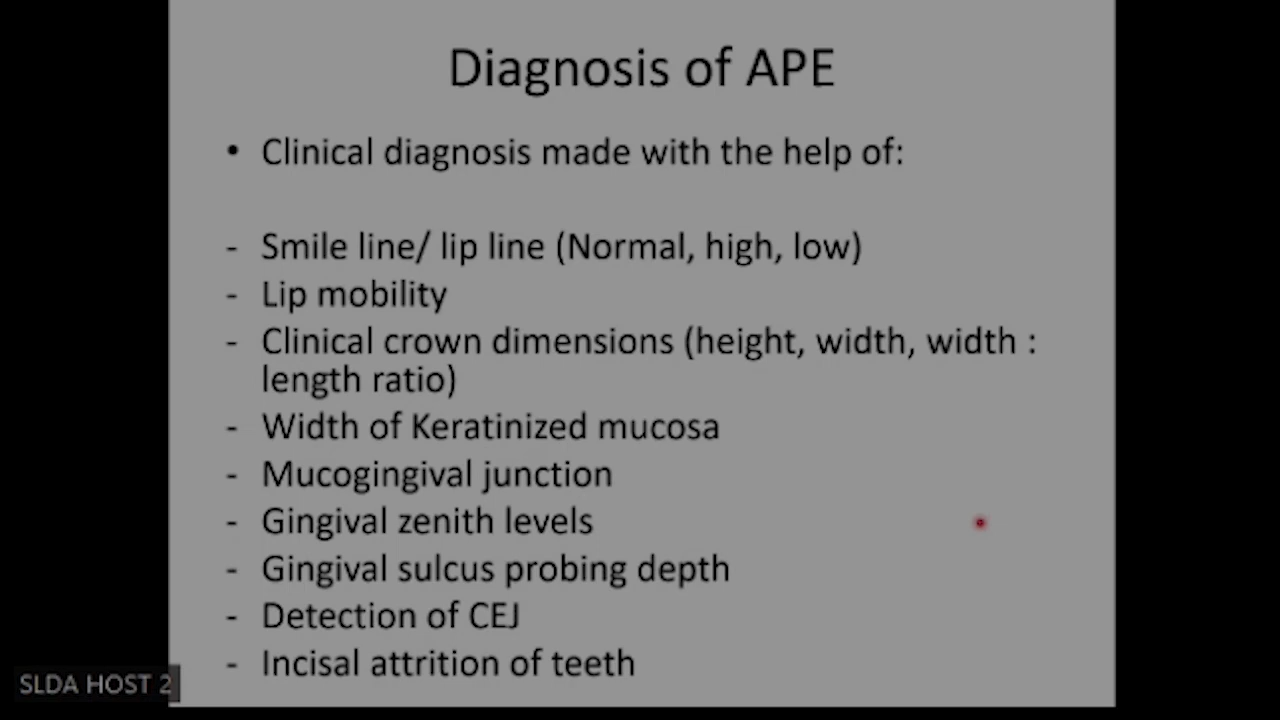 Diagnosis of APE
• Clinical diagnosis made with the help of:
- Smile line/ lip line (Normal, high, low)
- Lip mobility
- Clinical crown dimensions (height, width, width :
length ratio)
- Width of Keratinized mucosa
- Mucogingival junction
- Gingival zenith levels
- Gingival sulcus probing depth
- Detection of CEJ
- Incisal attrition of teeth
SLDA HOST 2